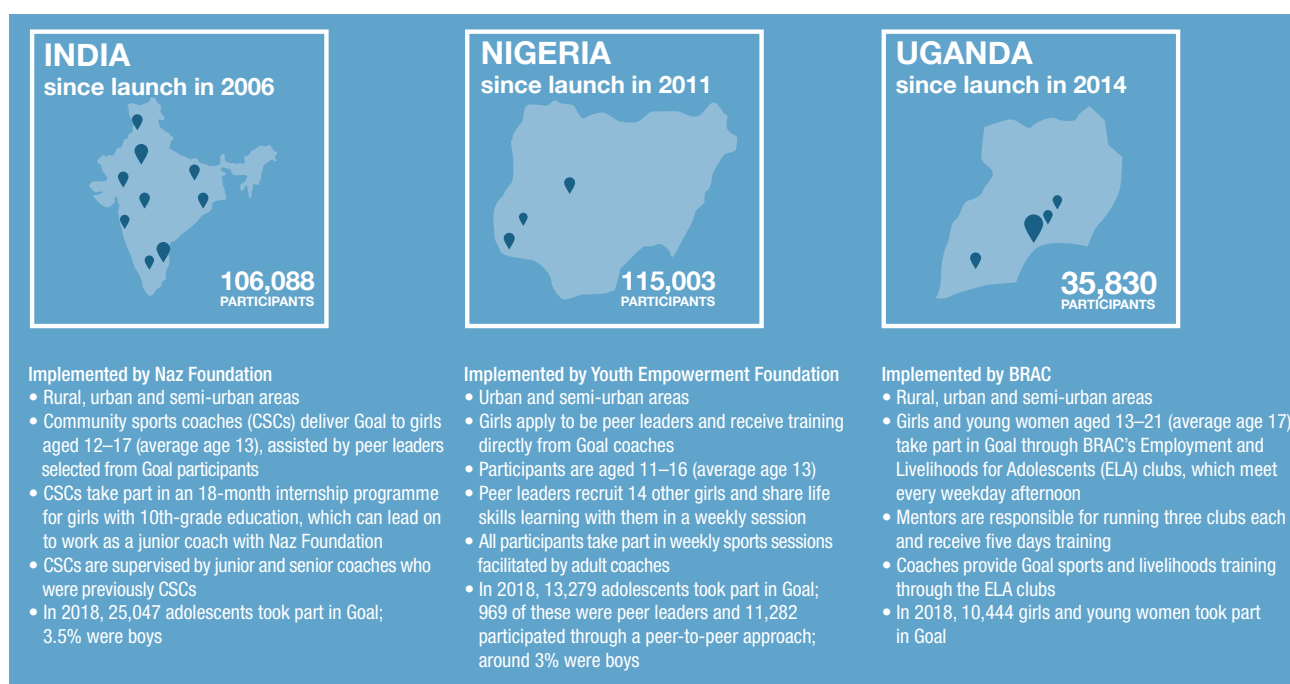 INDIA
since launch in 2006
106,088
PARTICIPANTS
Implemented by Naz Foundation
• Rural, urban and semi-urban areas
• Community sports coaches (CSCs) deliver Goal to girls
aged 12–17 (average age 13), assisted by peer leaders
selected from Goal participants
• CSCs take part in an 18-month internship programme
for girls with 10th-grade education, which can lead on
to work as a junior coach with Naz Foundation
• CSCs are supervised by junior and senior coaches who
were previously CSCs
• In 2018, 25,047 adolescents took part in Goal;
3.5% were boys
NIGERIA
since launch in 2011
115,003
PARTICIPANTS
Implemented by Youth Empowerment Foundation
• Urban and semi-urban areas
• Girls apply to be peer leaders and receive training
directly from Goal coaches
• Participants are aged 11–16 (average age 13)
• Peer leaders recruit 14 other girls and share life
skills learning with them in a weekly session
• All participants take part in weekly sports sessions
facilitated by adult coaches
• In 2018, 13,279 adolescents took part in Goal;
969 of these were peer leaders and 11,282
participated through a peer-to-peer approach;
around 3% were boys
UGANDA
since launch in 2014
35,830
PARTICIPANTS
Implemented by BRAC
• Rural, urban and semi-urban areas
• Girls and young women aged 13–21 (average age 17)
take part in Goal through BRAC’s Employment and
Livelihoods for Adolescents (ELA) clubs, which meet
every weekday afternoon
• Mentors are responsible for running three clubs each
and receive five days training
• Coaches provide Goal sports and livelihoods training
through the ELA clubs
• In 2018, 10,444 girls and young women took part
in Goal